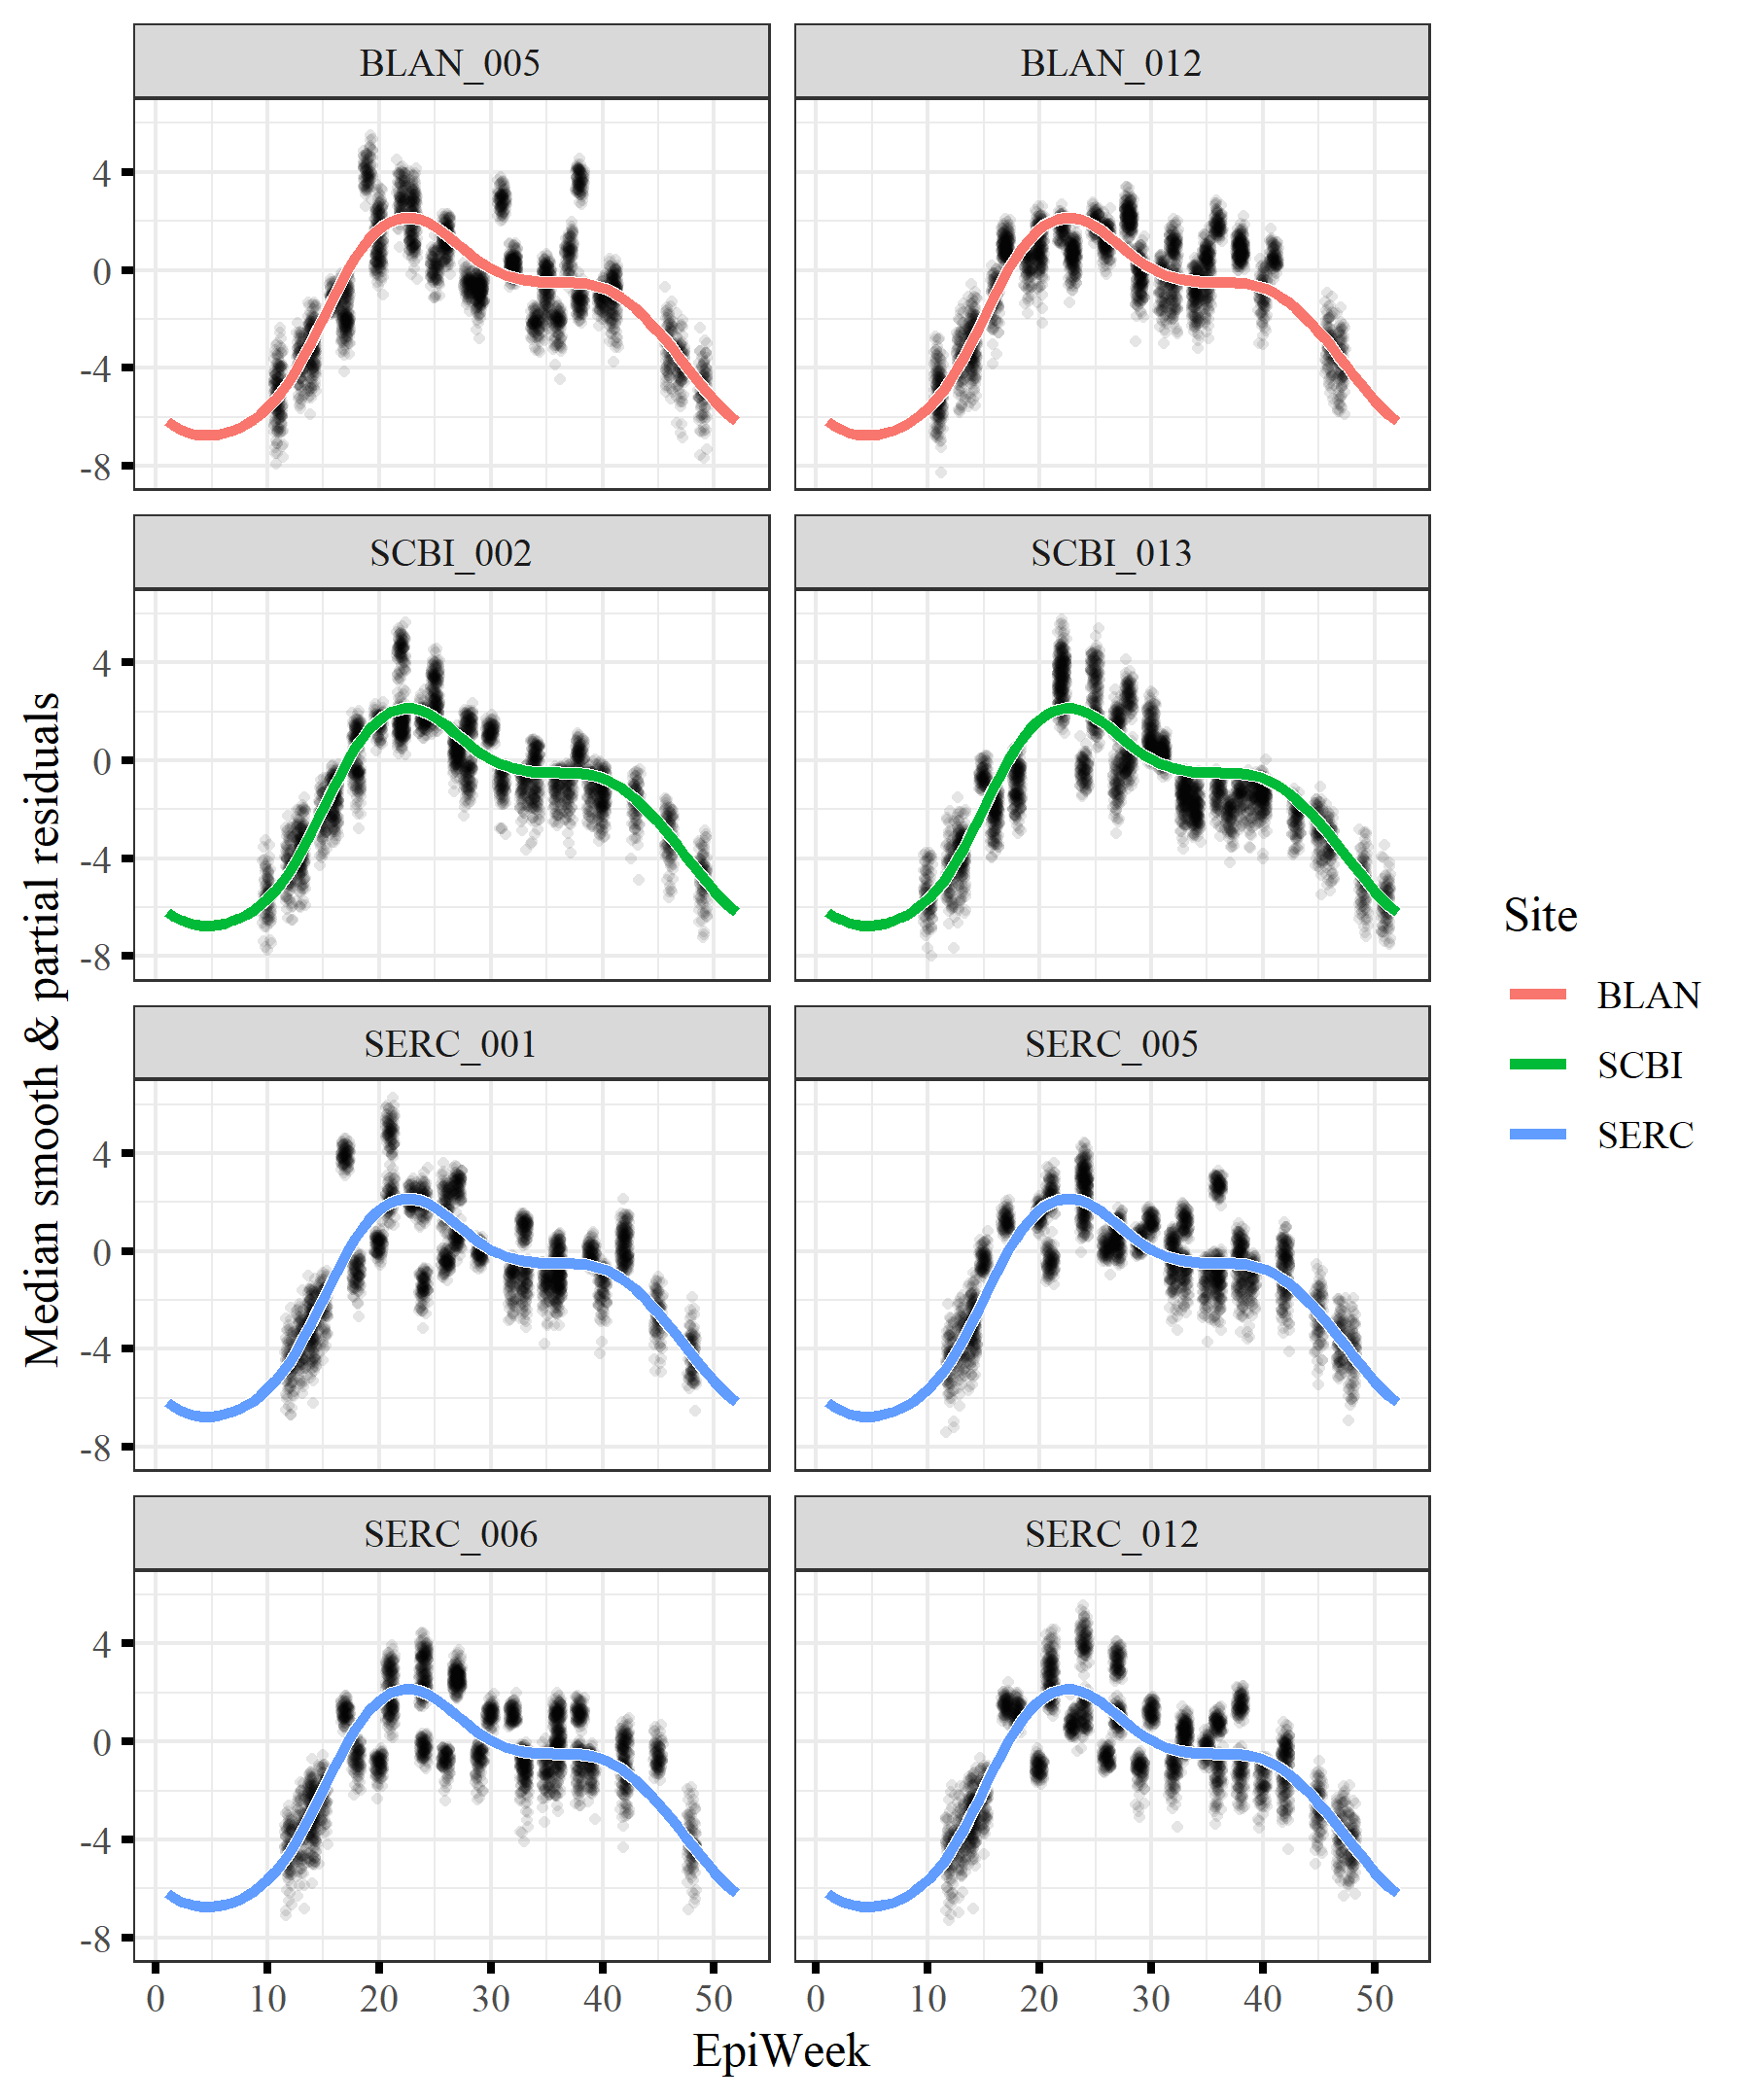 BLAN_005
BLAN_012
4
0
-4
-8
SCBI_002
SCBI_013
4
0
-4
-8
SERC_001
SERC_005
4
0
-4
-8
SERC_006
SERC_012
4
0
-4
-8
0 10 20 30 40 50
0 10 20 30 40 50
EpiWeek
Median smooth & partial residuals
Site
BLAN
SCBI
SERC